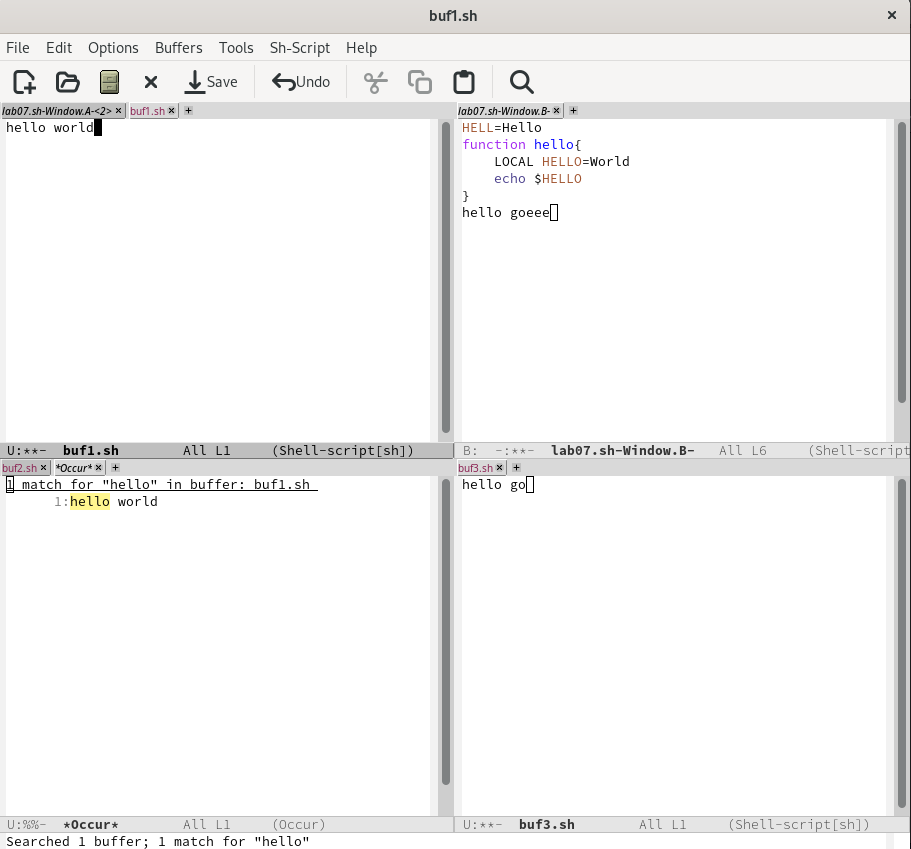 buf1.sh ×
File Edit Options Buffers Tools Sh-Script Help
Save Undo
lab07.sh-Window.A-<2> × buf1.sh × +
hello world
U:**-  buf1.sh        All L1     (Shell-script[sh])
lab07.sh-Window.B- × +
HELL=Hello
function hello{
    LOCAL HELLO=World
    echo $HELLO
}
hello goeee
B:  -:**-  lab07.sh-Window.B-   All L6     (Shell-script
buf2.sh × *Occur* × +
1 match for "hello" in buffer: buf1.sh
      1:hello world
U:%%-  *Occur*        All L1     (Occur)
buf3.sh × +
hello go
U:**-  buf3.sh        All L1     (Shell-script[sh])
Searched 1 buffer; 1 match for "hello"